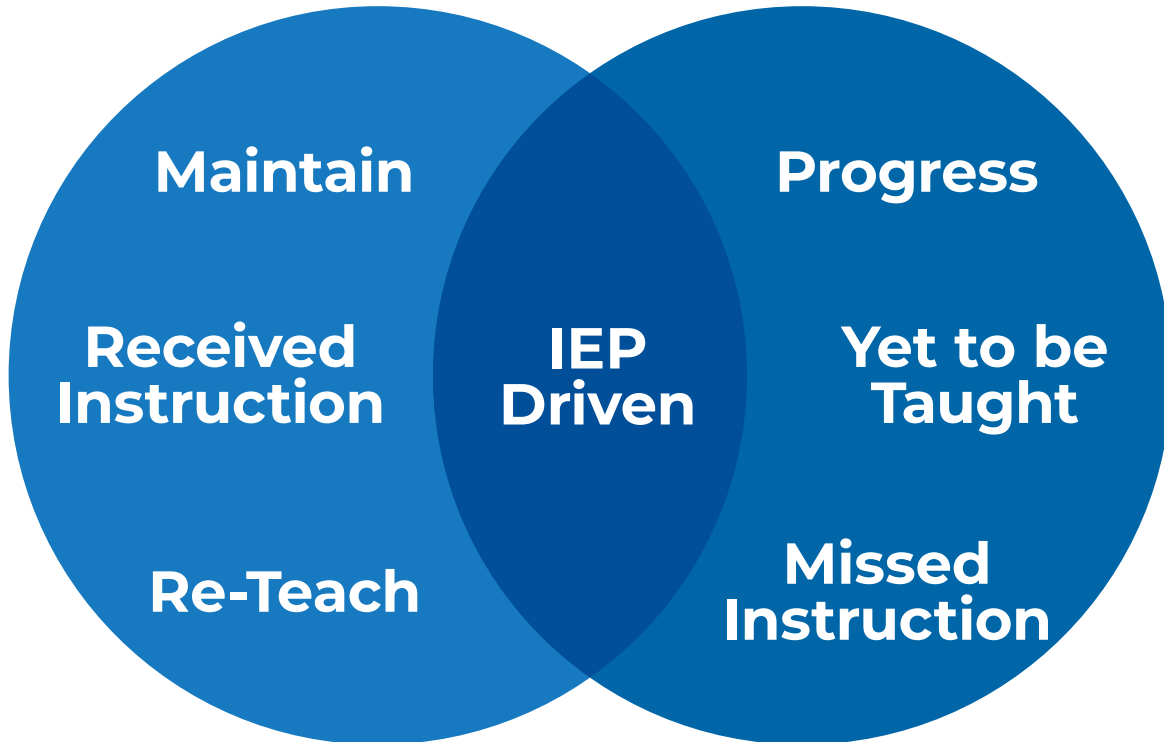 Maintain
Received
Instruction
Re-Teach
IEP
Driven
Progress
Yet to be
Taught
Missed
Instruction